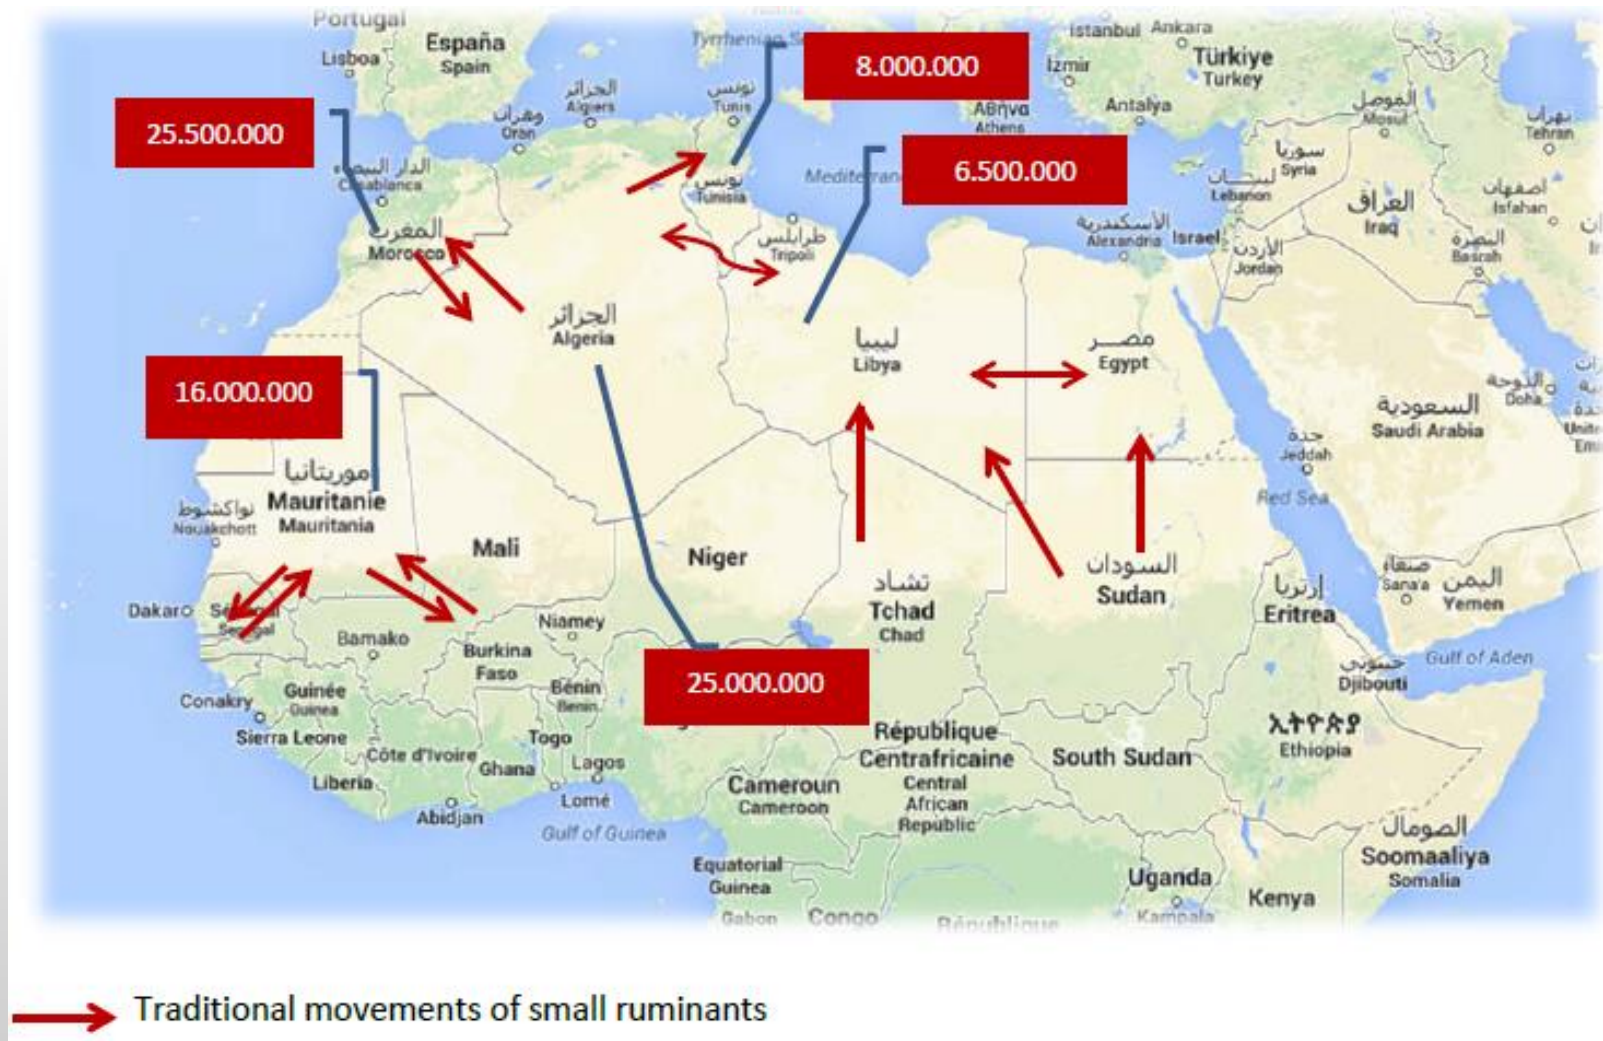 Portugal
España
Spain
Lisboa
Tyrrhenian
Istanbul
Ankara
Türkiye
Turkey
İzmir
8.000.000
الجزائر
Algiers
وهران
Oran
تونس
Tunis
Αθήνα
Athens
Antalya
الموصل
Mosul
تهران
Tehran
25.500.000
6.500.000
الدار البيضاء
Casablanca
تونس
Tunisia
سوريا
Syria
لبنان
Lebanon
العراق
Iraq
اصفهان
Isfahan
المغرب
Morocco
طرابلس
Tripoli
الأسكندرية
Alexandria
Israel
الأردن
Jordan
البصرة
Basrah
الجزائر
Algeria
ليبيا
Libya
مصر
Egypt
16.000.000
السعودية
Saudi Arabia
الدوحة
Doha
جدة
Jeddah
Red Sea
موريتانيا
Mauritanie
Mauritania
نواكشوط
Nouakchott
Mali
Niger
تشاد
Tchad
Chad
السودان
Sudan
إرتريا
Eritrea
صنعاء
Sana'a
اليمن
Yemen
Dakar
Senegal
Bamako
Niamey
Burkina
Faso
Bénin
Benin
25.000.000
جيبوتي
Djibouti
Gulf of Aden
Conakry
Guinée
Guinea
Sierra Leone
Côte d'Ivoire
Liberia
Abidjan
Ghana
Togo
Lagos
Lomé
Gulf of Guinea
République
Centrafricaine
Central
African
Republic
South Sudan
ኢትዮጵያ
Ethiopia
Cameroun
Cameroon
Equatorial
Guinea
Gabon
Congo
République
Uganda
Kampala
Kenya
الصومال
Soomaaliya
Somalia
Traditional movements of small ruminants